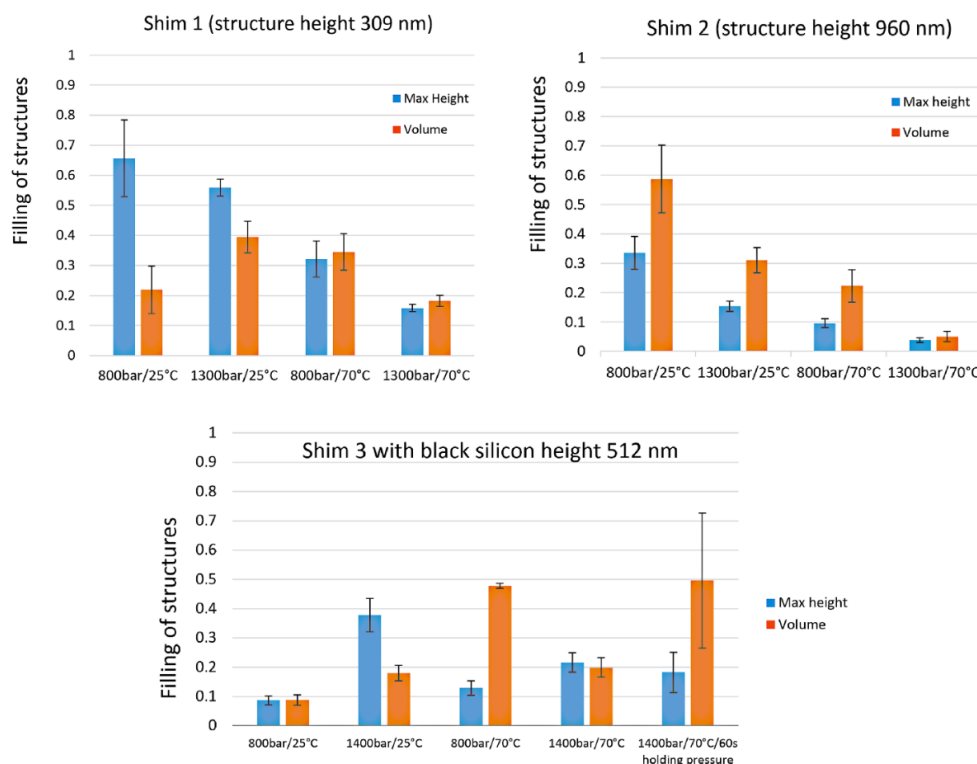 Shim 1 (structure height 309 nm)
Filling of structures
1
0.9
0.8
0.7
0.6
0.5
0.4
0.3
0.2
0.1
0
Max Height
Volume
800bar/25°C 1300bar/25°C 800bar/70°C 1300bar/70°C
Shim 2 (structure height 960 nm)
Filling of structures
1
0.9
0.8
0.7
0.6
0.5
0.4
0.3
0.2
0.1
0
Max height
Volume
800bar/25°C 1300bar/25°C 800bar/70°C 1300bar/70°C
Shim 3 with black silicon height 512 nm
Filling of structures
1
0.9
0.8
0.7
0.6
0.5
0.4
0.3
0.2
0.1
0
Max height
Volume
800bar/25°C 1400bar/25°C 800bar/70°C 1400bar/70°C 1400bar/70°C/60s
holding pressure